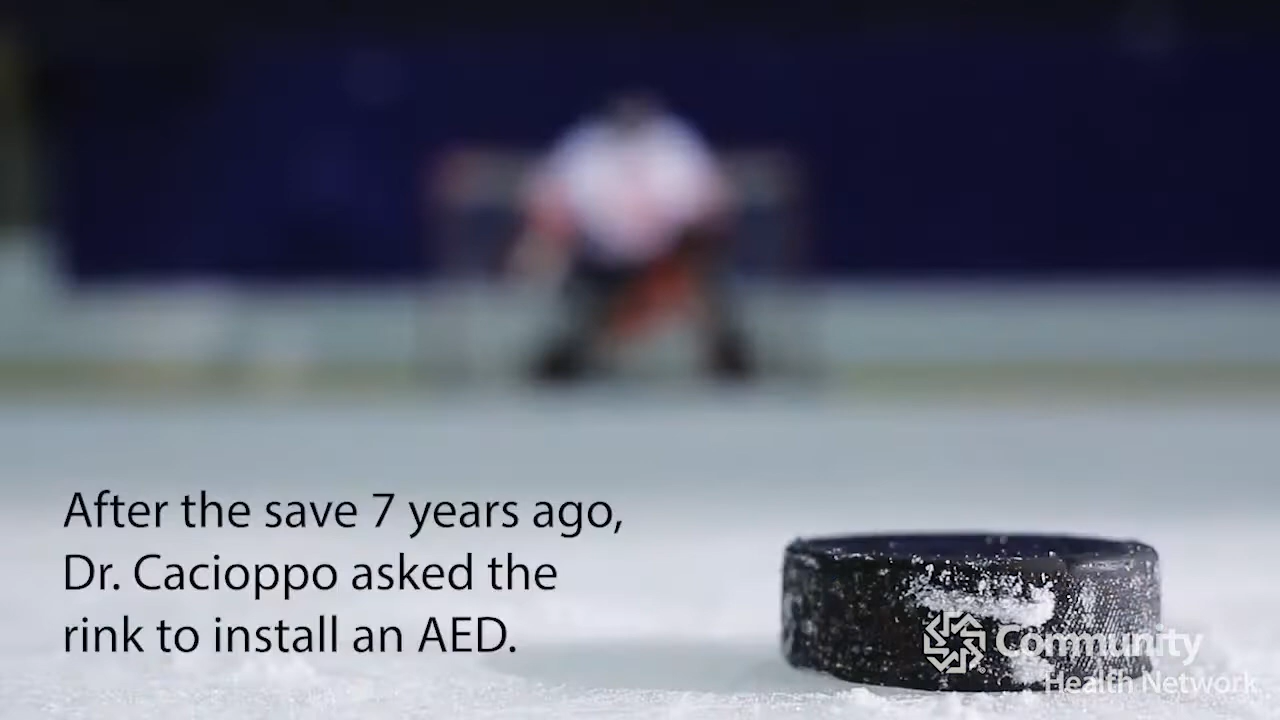 After the save 7 years ago,
Dr. Cacioppo asked the
rink to install an AED.
Community
Health Network